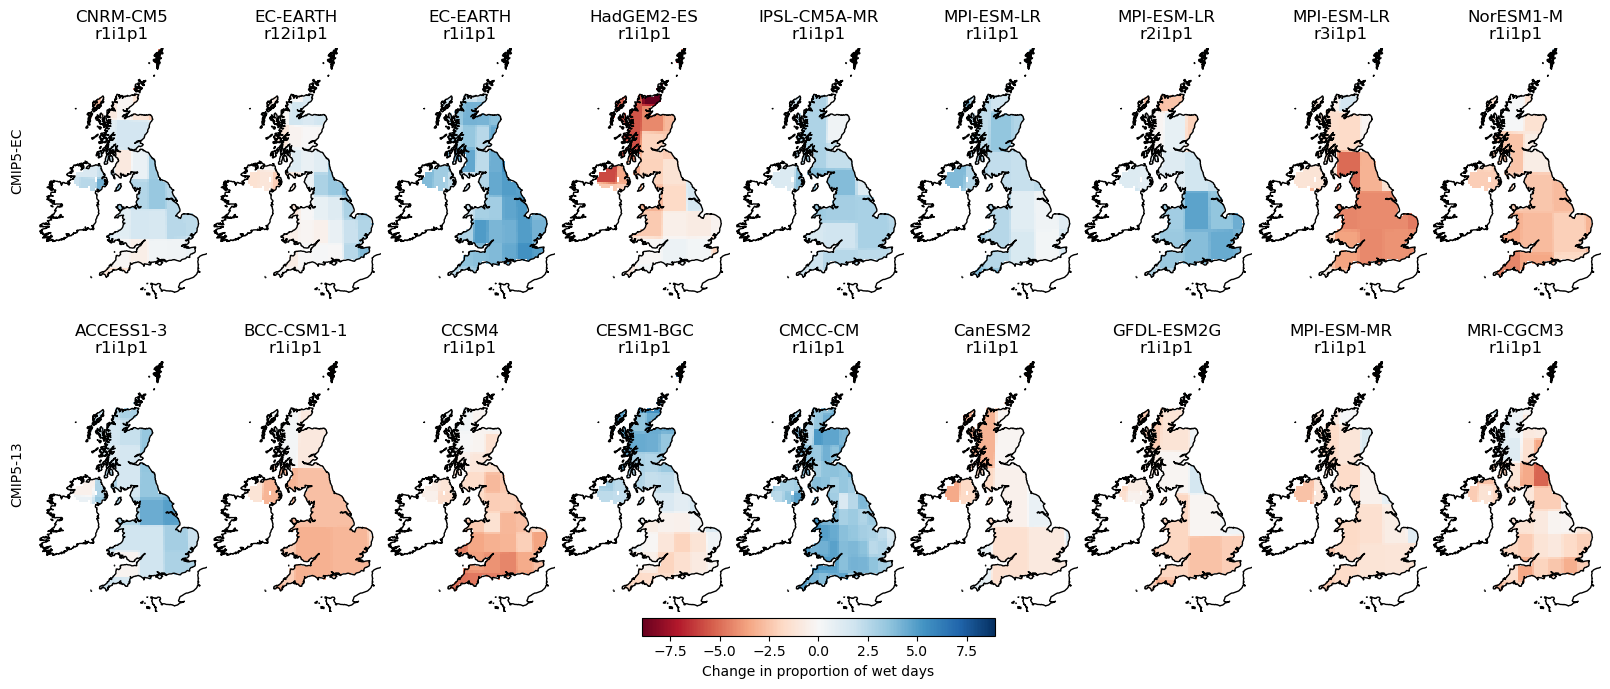 CNRM-CM5
r1i1p1
EC-EARTH
r12i1p1
EC-EARTH
r1i1p1
HadGEM2-ES
r1i1p1
IPSL-CM5A-MR
r1i1p1
MPI-ESM-LR
r1i1p1
MPI-ESM-LR
r2i1p1
MPI-ESM-LR
r3i1p1
NorESM1-M
r1i1p1
CMIP5-EC
ACCESS1-3
r1i1p1
BCC-CSM1-1
r1i1p1
CCSM4
r1i1p1
CESM1-BGC
r1i1p1
CMCC-CM
r1i1p1
CanESM2
r1i1p1
GFDL-ESM2G
r1i1p1
MPI-ESM-MR
r1i1p1
MRI-CGCM3
r1i1p1
CMIP5-13
−7.5 −5.0 −2.5 0.0 2.5 5.0 7.5
Change in proportion of wet days